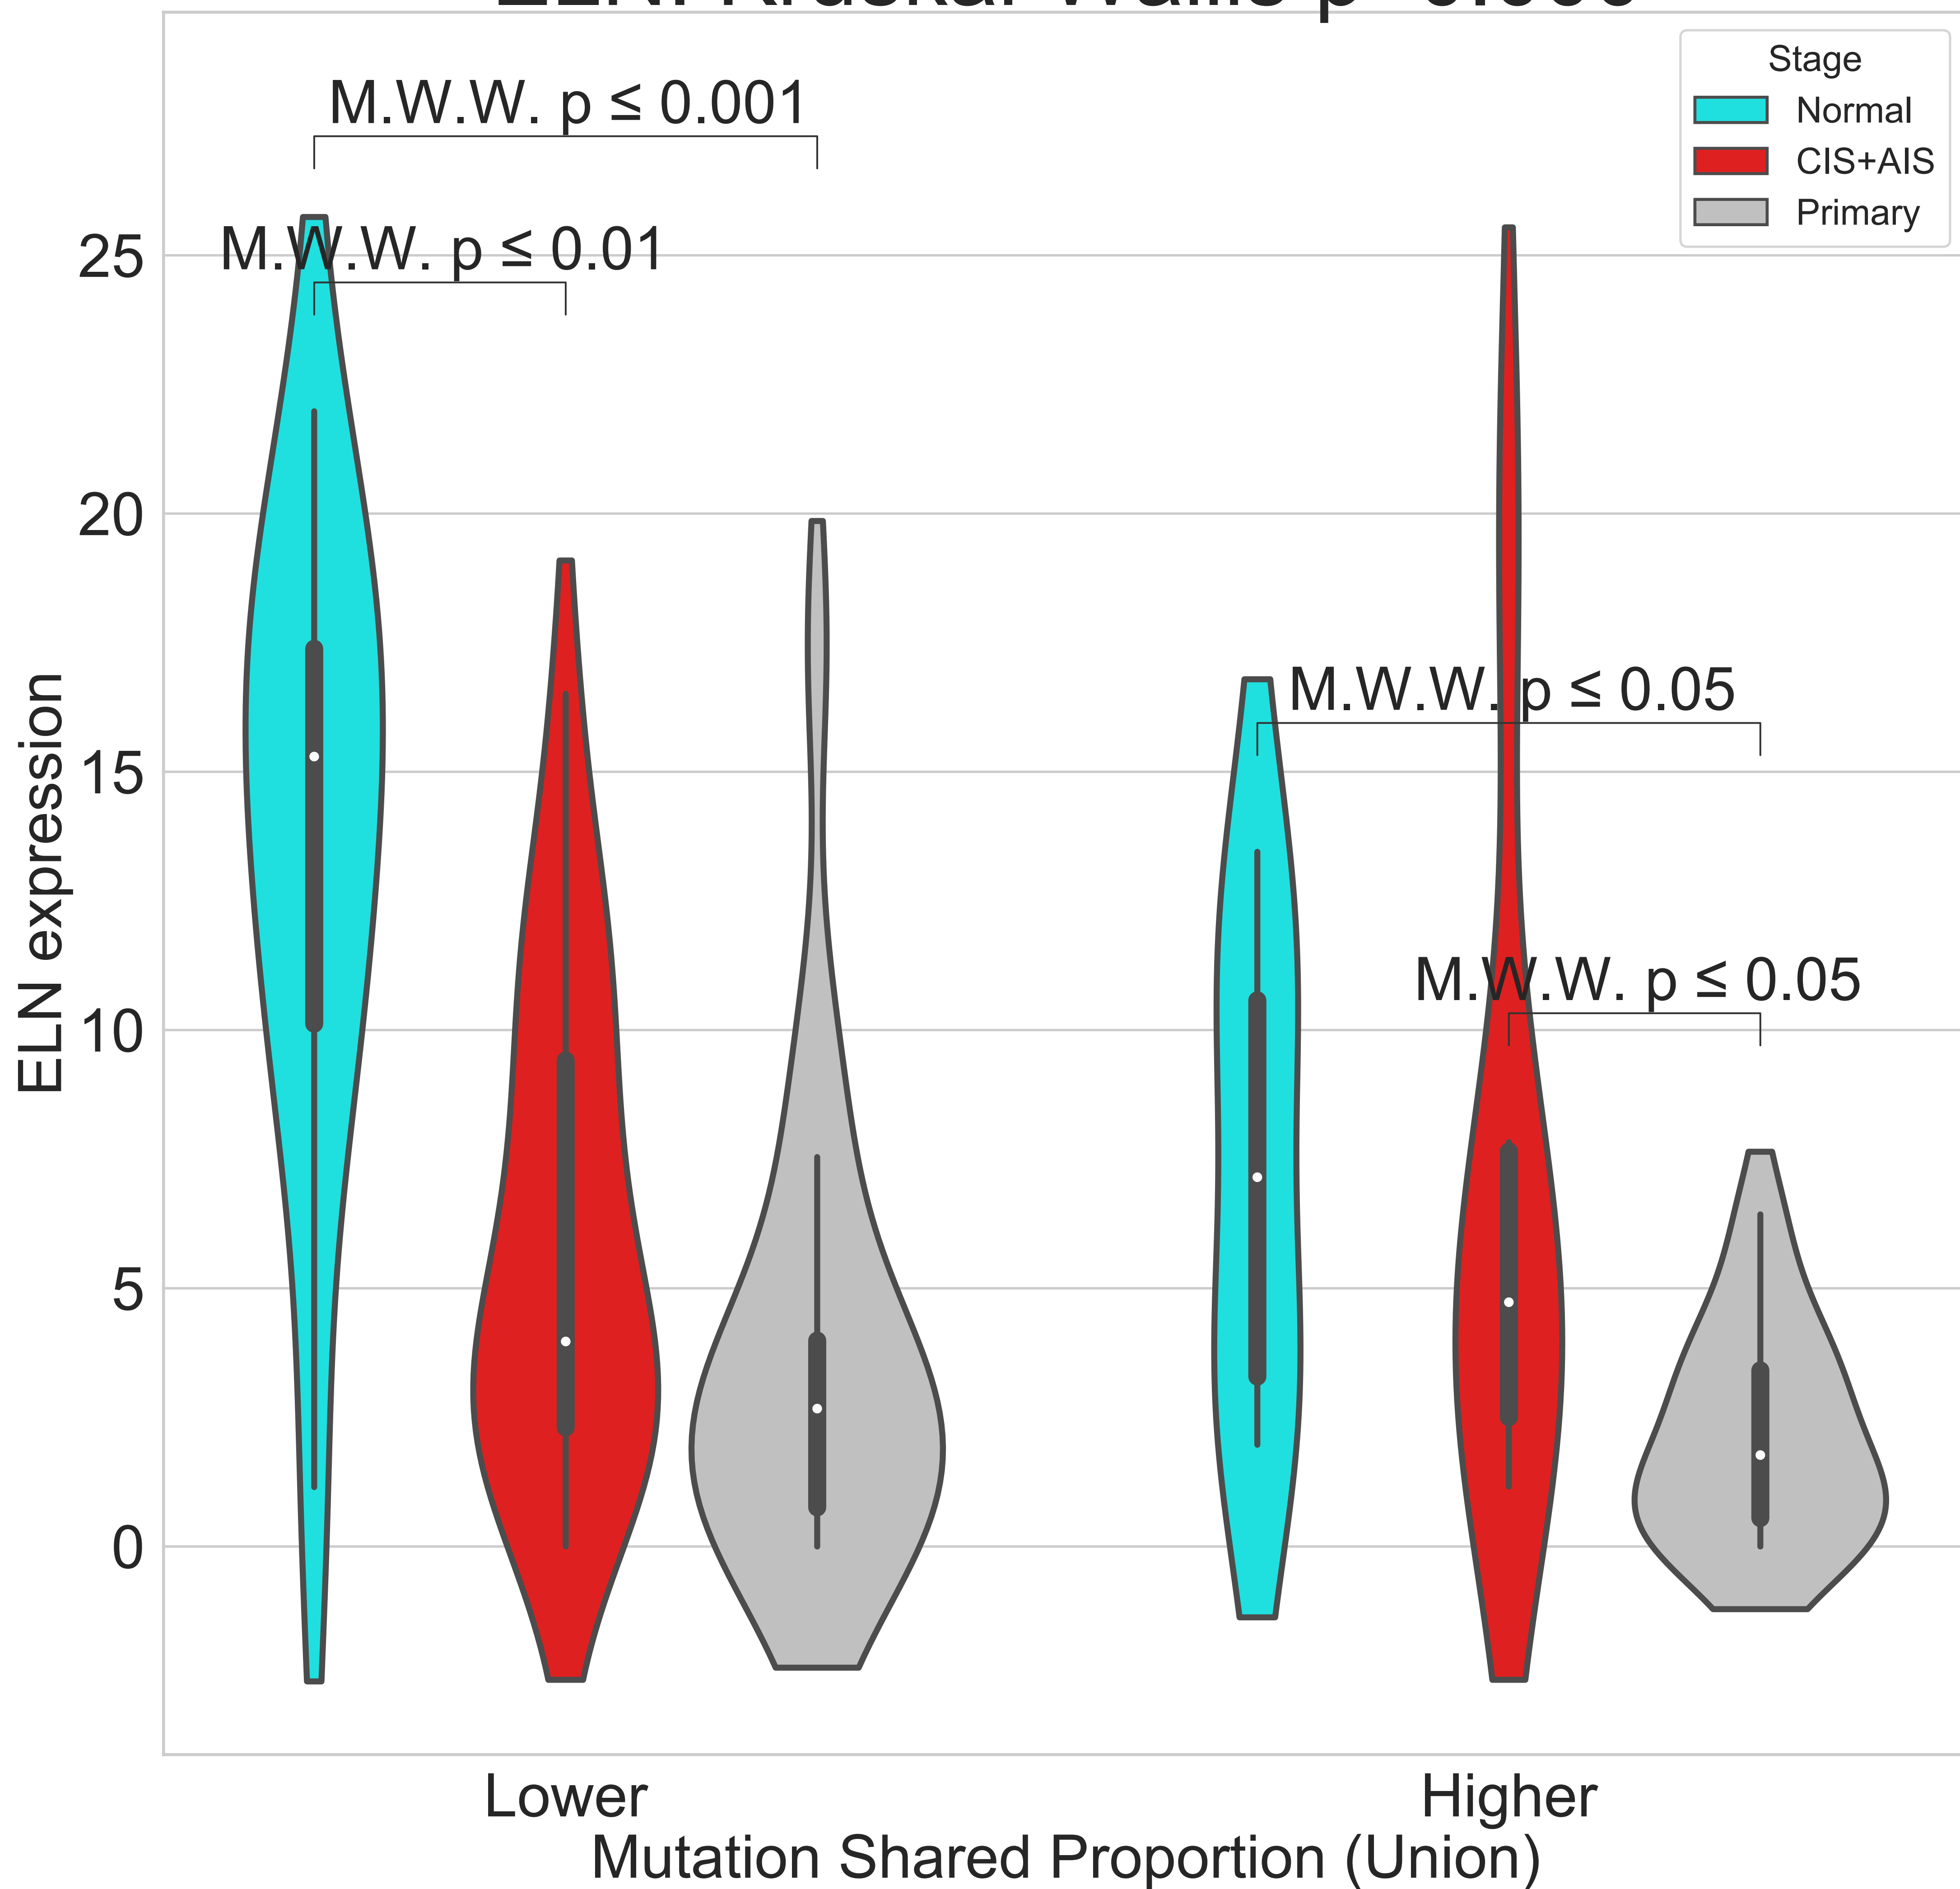 Stage
Normal
CIS+AIS
Primary
M.W.W. p ≤ 0.001
M.W.W. p ≤ 0.01
M.W.W. p ≤ 0.05
M.W.W. p ≤ 0.05
25
20
15
10
5
0
ELN expression
Lower
Higher
Mutation Shared Proportion (Union)